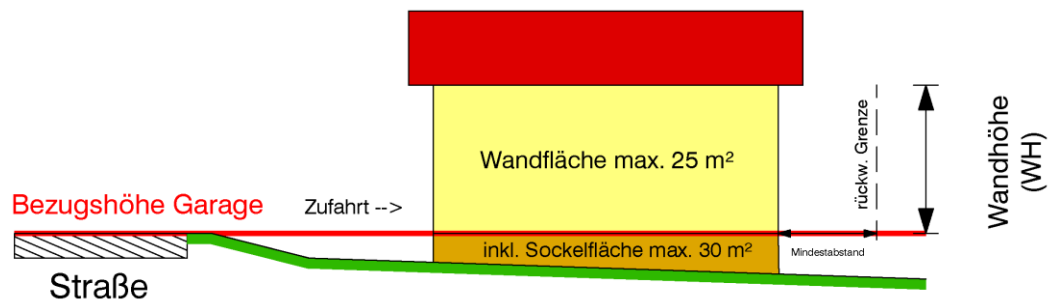 Wandfläche max. 25 m²
Bezugshöhe Garage
Zufahrt -->
inkl. Sockelfläche max. 30 m²
Mindestabstand
rückw. Grenze
Wandhöhe
(WH)
Straße